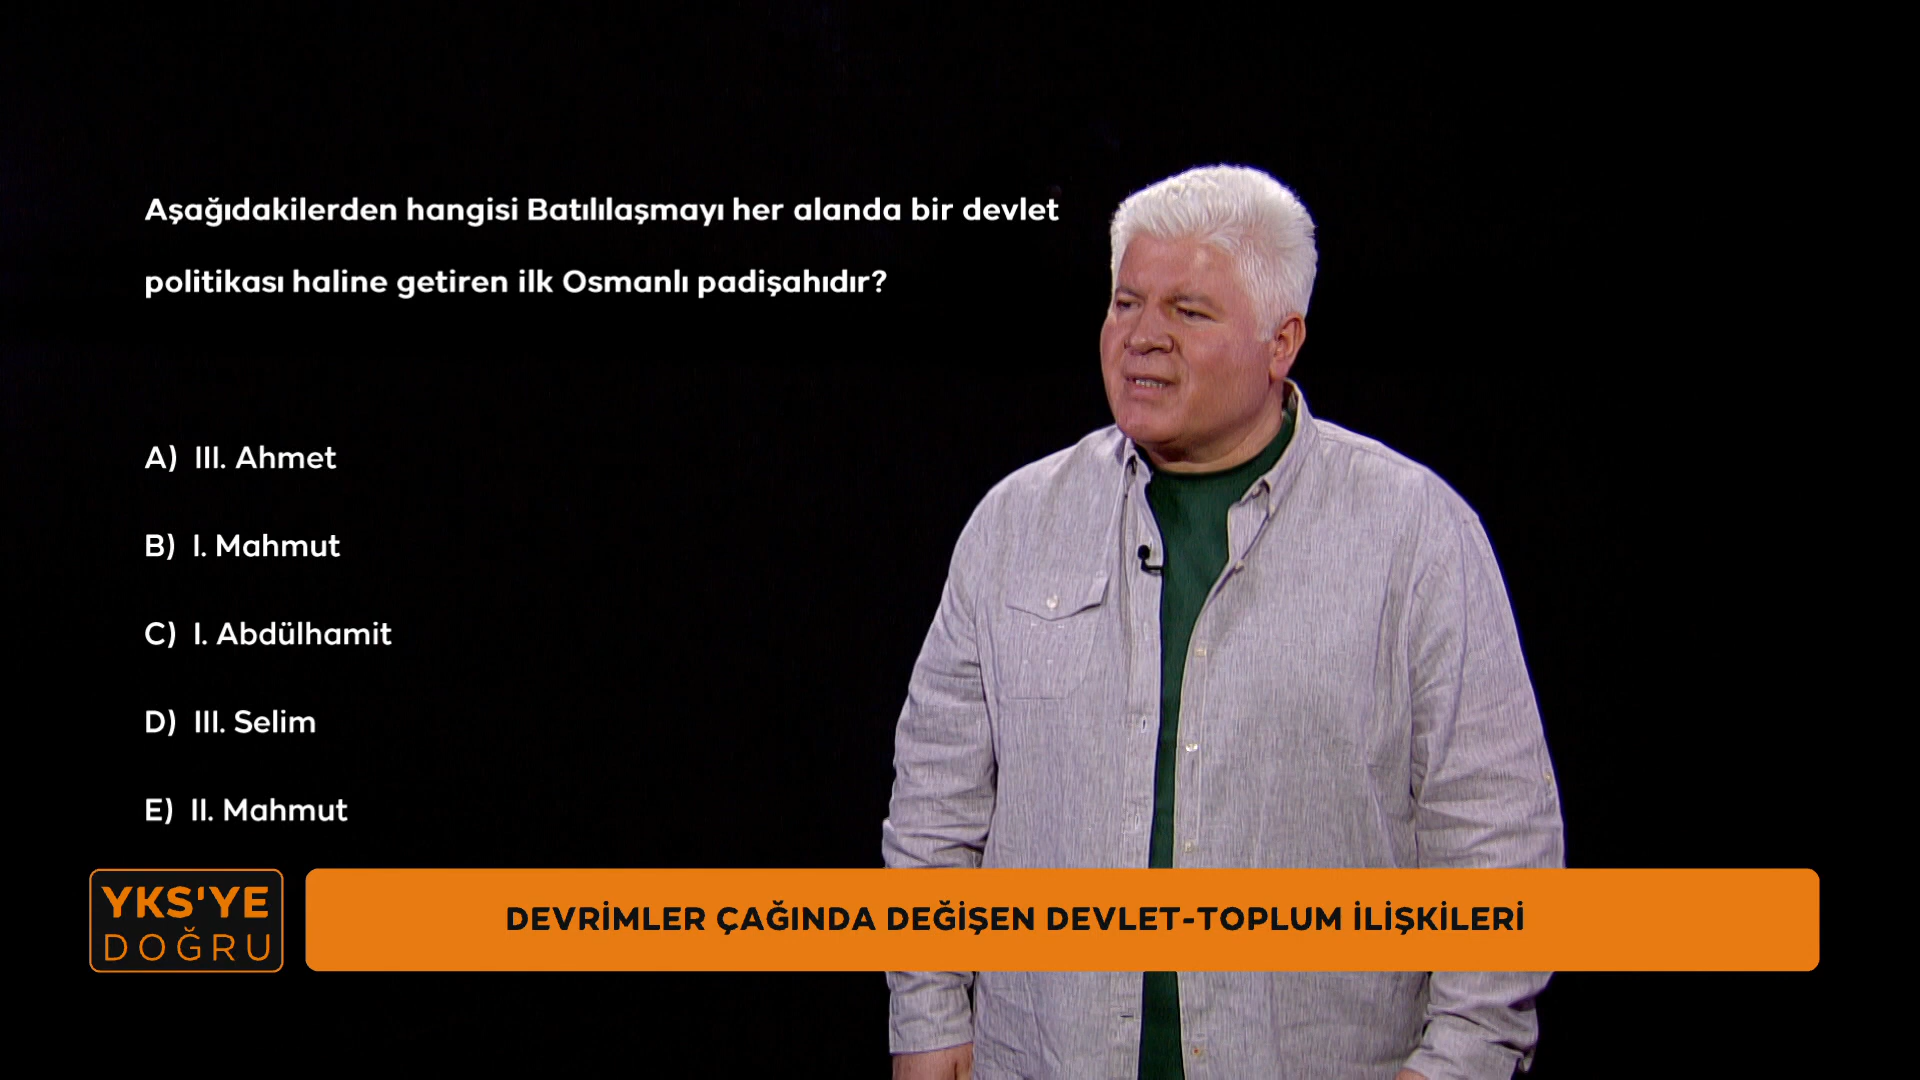 Aşağıdakilerden hangisi Batılılaşmayı her alanda bir devlet
politikası haline getiren ilk Osmanlı padişahıdır?
A) III. Ahmet
B) I. Mahmut
C) I. Abdülhamit
D) III. Selim
E) II. Mahmut
YKS'YE
DOĞRU
DEVRİMLER ÇAĞINDA DEĞİŞEN DEVLET-TOPLUM İLİŞKİLERİ